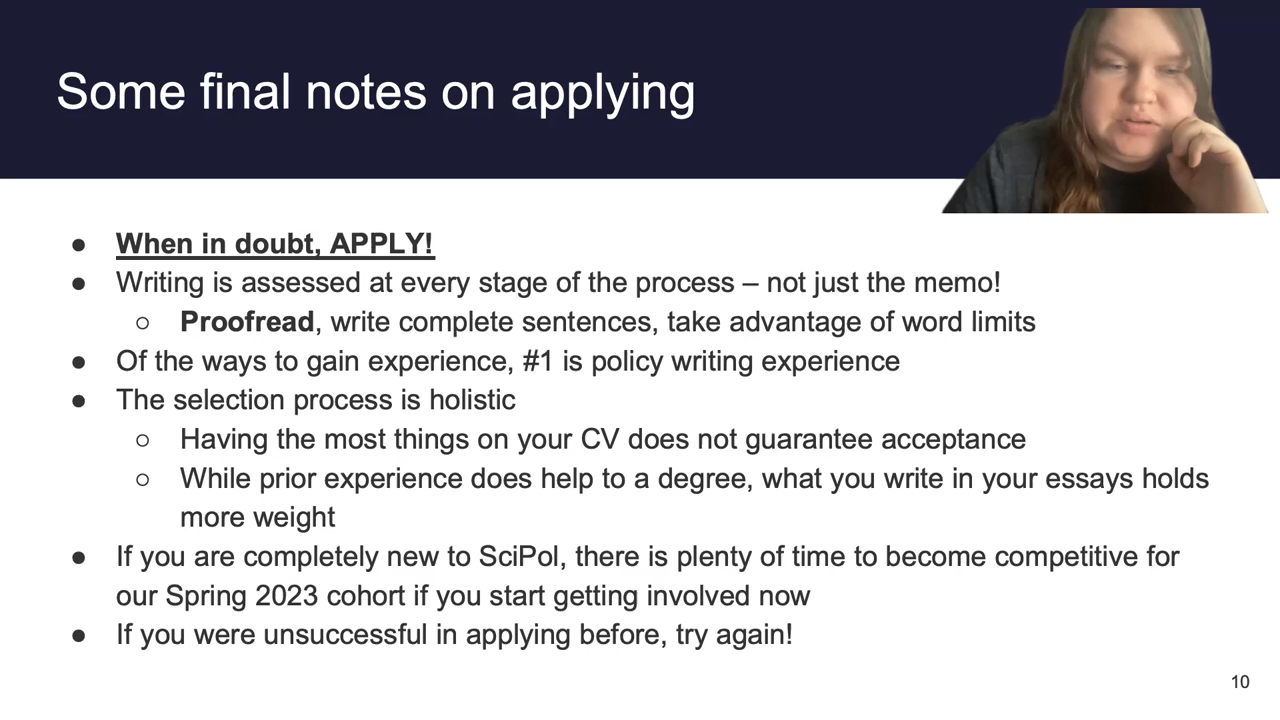 Some final notes on applying
● When in doubt, APPLY!
● Writing is assessed at every stage of the process – not just the memo!
○ Proofread, write complete sentences, take advantage of word limits
● Of the ways to gain experience, #1 is policy writing experience
● The selection process is holistic
○ Having the most things on your CV does not guarantee acceptance
○ While prior experience does help to a degree, what you write in your essays holds
more weight
● If you are completely new to SciPol, there is plenty of time to become competitive for
our Spring 2023 cohort if you start getting involved now
● If you were unsuccessful in applying before, try again!
10